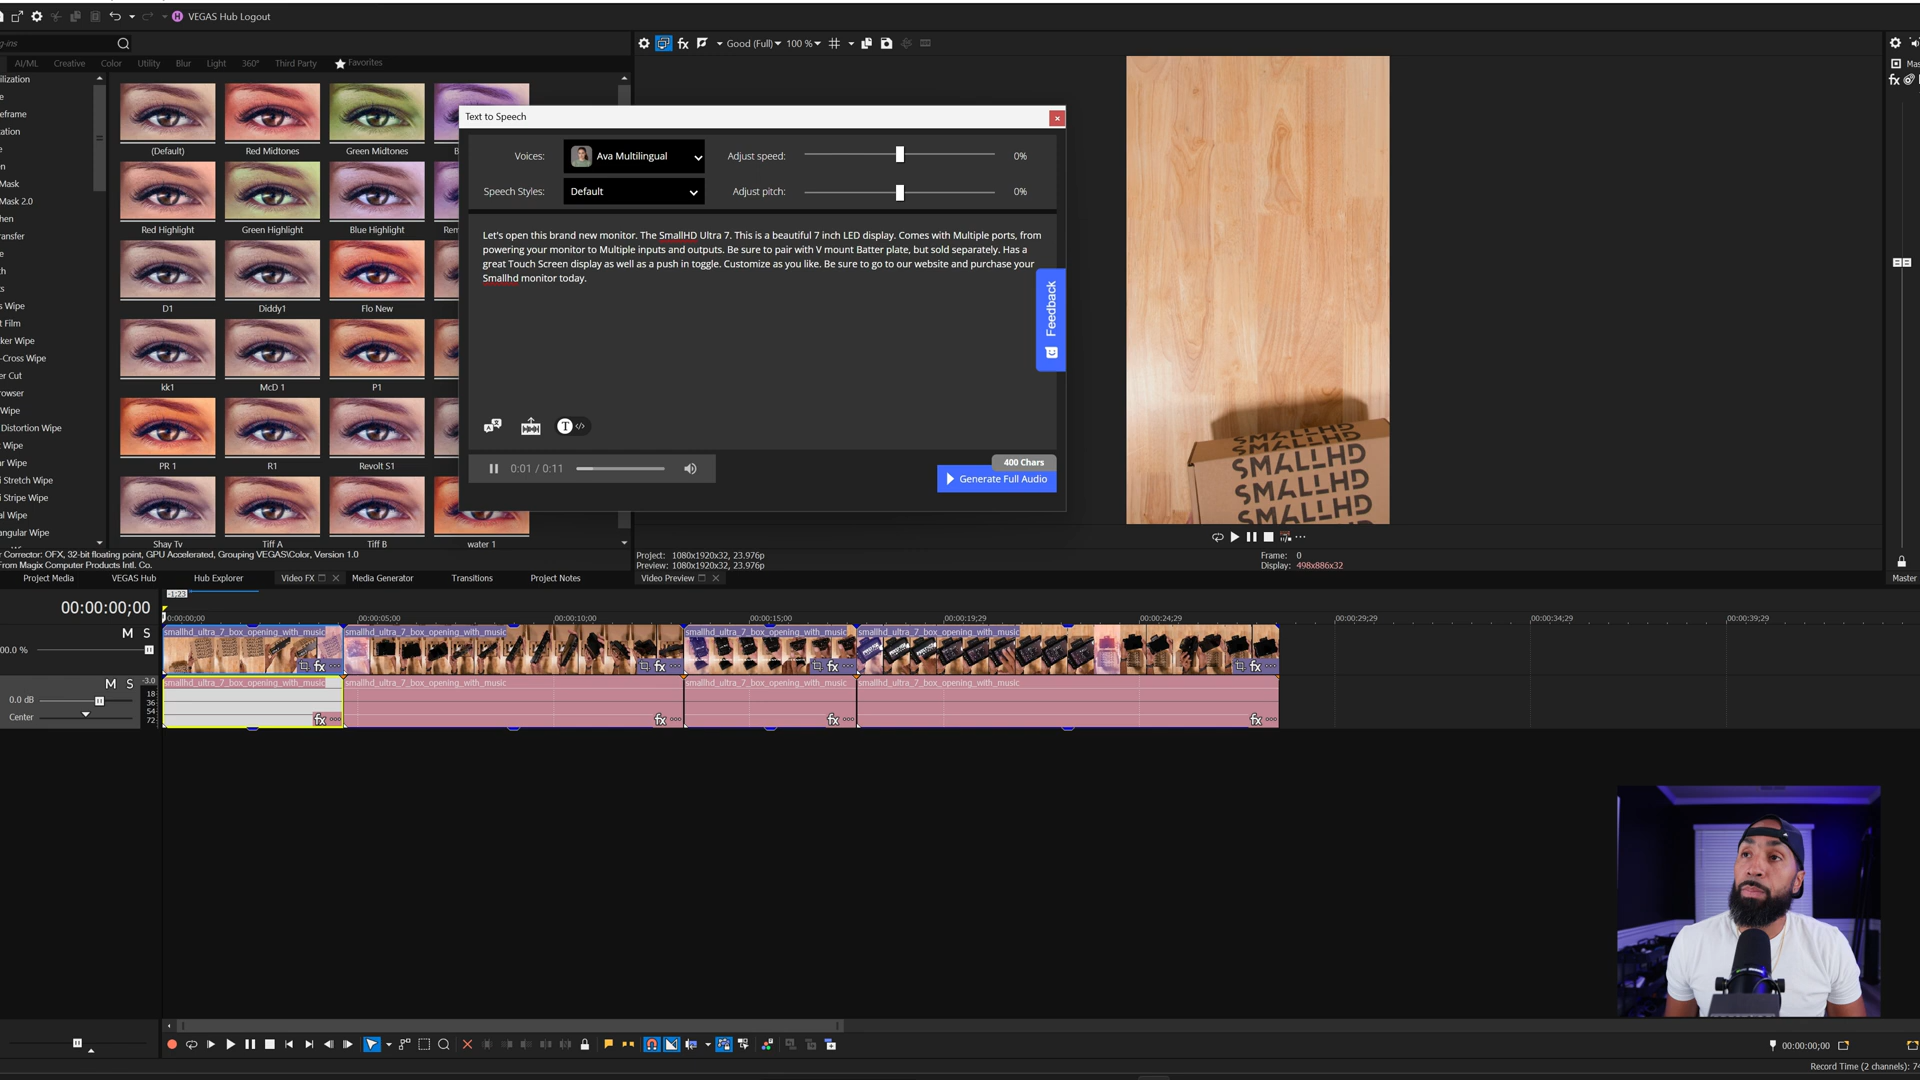 VEGAS Hub Logout
Good (Full)
100 %
AI/ML Creative Color Utility Blur Light 360° Third Party Favorites
(Default) Red Midtones Green Midtones
Red Highlight Green Highlight Blue Highlight
D1 Diddy1 Flo New
kk1 McD 1 P1
PR 1 R1 Revolt S1
Shay Tv Tiff A Tiff B water 1
Mask
Mask 2.0
Wipe
Film
Wipe
-Cross Wipe
Cut
Wipe
Distortion Wipe
Wipe
Wipe
Stretch Wipe
Stripe Wipe
Wipe
Wipe
Text to Speech
Voices: Ava Multilingual Adjust speed: 0%
Speech Styles: Default Adjust pitch: 0%
Let's open this brand new monitor. The SmallHD Ultra 7. This is a beautiful 7 inch LED display. Comes with Multiple ports, from
powering your monitor to Multiple inputs and outputs. Be sure to pair with V mount Batter plate, but sold separately. Has a
great Touch Screen display as well as a push in toggle. Customize as you like. Be sure to go to our website and purchase your
Smallhd monitor today.
Feedback
0:01 / 0:11
400 Chars
Generate Full Audio
SMALLHD
SMALLHD
SMALLHD
SMALLHD
Corrector: OFX, 32-bit floating point, GPU Accelerated, Grouping VEGAS\Color, Version 1.0
From Magix Computer Products Intl. Co.
Project: 1080x1920x32, 23.976p
Preview: 1080x1920x32, 23.976p
Frame: 0
Display: 498x886x32
Project Media VEGAS Hub Hub Explorer Video FX Media Generator Transitions Project Notes
Video Preview
Master
-1:23
00:00:00;00
0:00:00;00 00:00:05;00 00:00:10;00 00:00:15;00 00:00:19;29 00:00:24;29 00:00:29;29 00:00:34;29 00:00:39;29
M S
smallhd_ultra_7_box_opening_with_music smallhd_ultra_7_box_opening_with_music smallhd_ultra_7_box_opening_with_music smallhd_ultra_7_box_opening_with_music
fx fx fx fx
M S
smallhd_ultra_7_box_opening_with_music smallhd_ultra_7_box_opening_with_music smallhd_ultra_7_box_opening_with_music smallhd_ultra_7_box_opening_with_music
0.0 dB
Center
-3.0
18
36
54
72
fx fx fx fx
00:00:00;00
Record Time (2 channels):